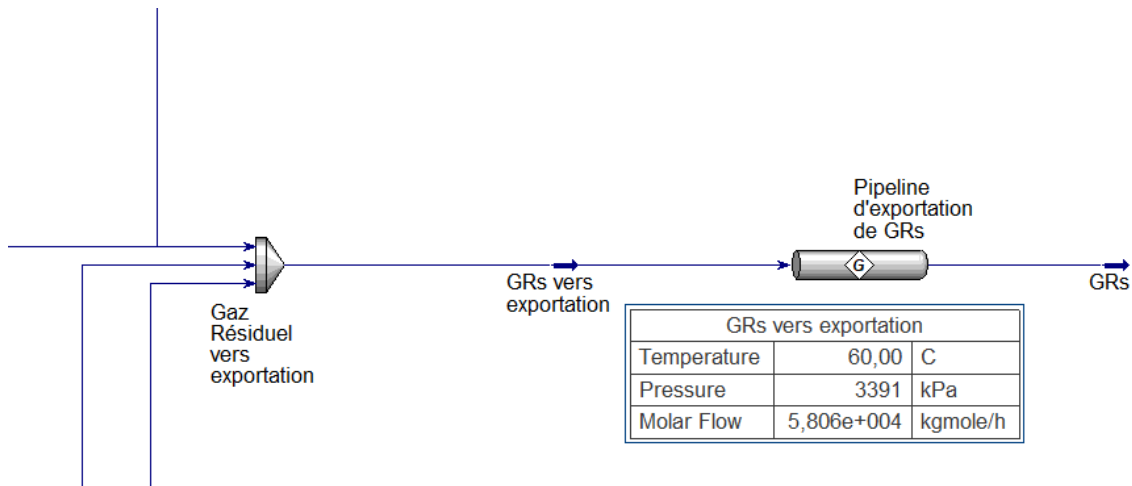 Pipeline
d'exportation
de GRs
G
GRs vers
exportation
GRs
Gaz
Résiduel
vers
exportation
GRs vers exportation
Temperature 60,00 C
Pressure 3391 kPa
Molar Flow 5,806e+004 kgmole/h